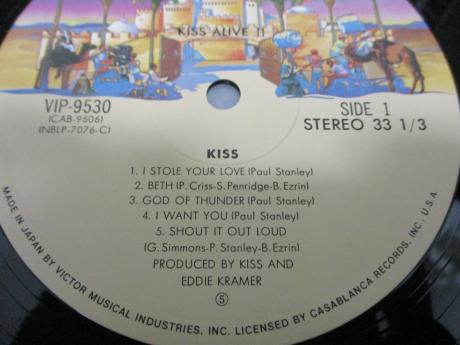 KISS ALIVE II
VIP-9530
(CAB-9506)
(NBLP-7076-C)
SIDE 1
STEREO 33 1/3
KISS
1. I STOLE YOUR LOVE (Paul Stanley)
2. BETH (P. Criss-S. Penridge-B. Ezrin)
3. GOD OF THUNDER (Paul Stanley)
4. I WANT YOU (Paul Stanley)
5. SHOUT IT OUT LOUD
(G. Simmons-P. Stanley-B. Ezrin)
PRODUCED BY KISS AND
EDDIE KRAMER
5
MADE IN JAPAN BY VICTOR MUSICAL INDUSTRIES, INC. LICENSED BY CASABLANCA RECORDS, INC., U.S.A.